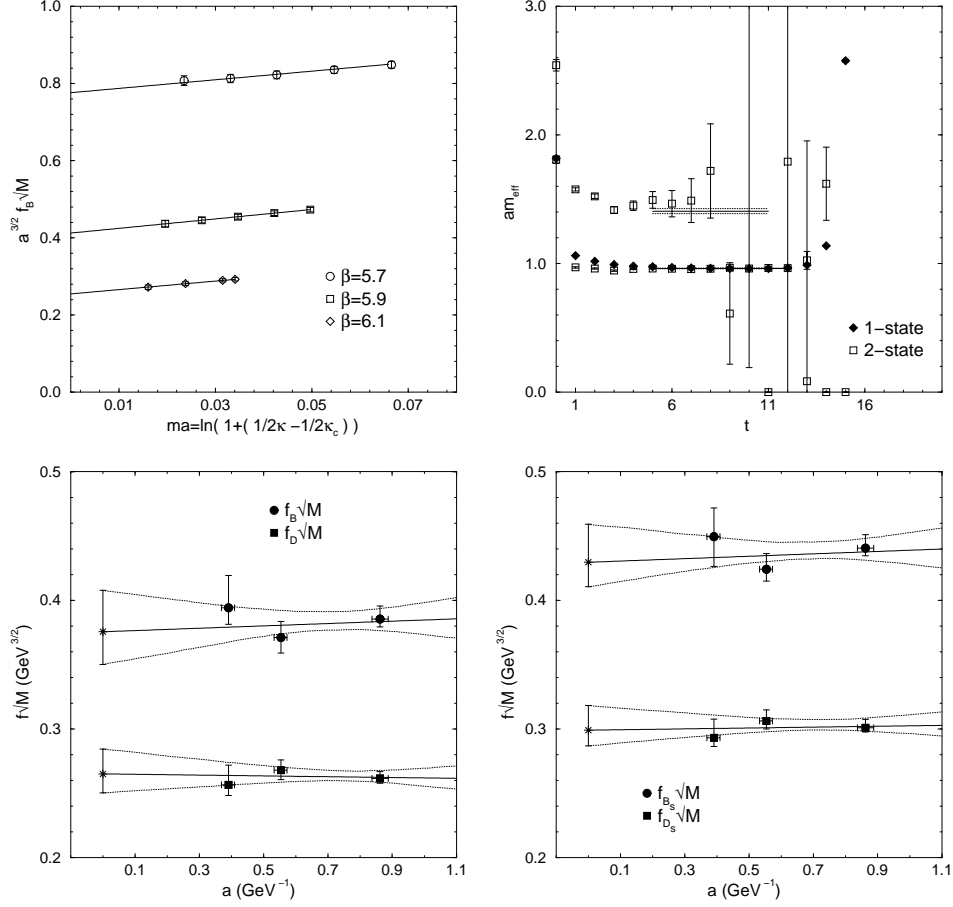 1.0
0.8
0.6
0.4
0.2
0.0
a^{3/2} f_B√M
β=5.7
β=5.9
β=6.1
0.01 0.03 0.05 0.07
ma=ln( 1+( 1/2κ −1/2κ_c ) )
3.0
2.0
1.0
0.0
am_eff
1−state
2−state
1 6 11 16
t
0.5
0.4
0.3
0.2
f√M (GeV^{3/2})
f_B√M
f_D√M
0.1 0.3 0.5 0.7 0.9 1.1
a (GeV^{−1})
0.5
0.4
0.3
0.2
f√M (GeV^{3/2})
f_{B_s}√M
f_{D_s}√M
0.1 0.3 0.5 0.7 0.9 1.1
a (GeV^{−1})